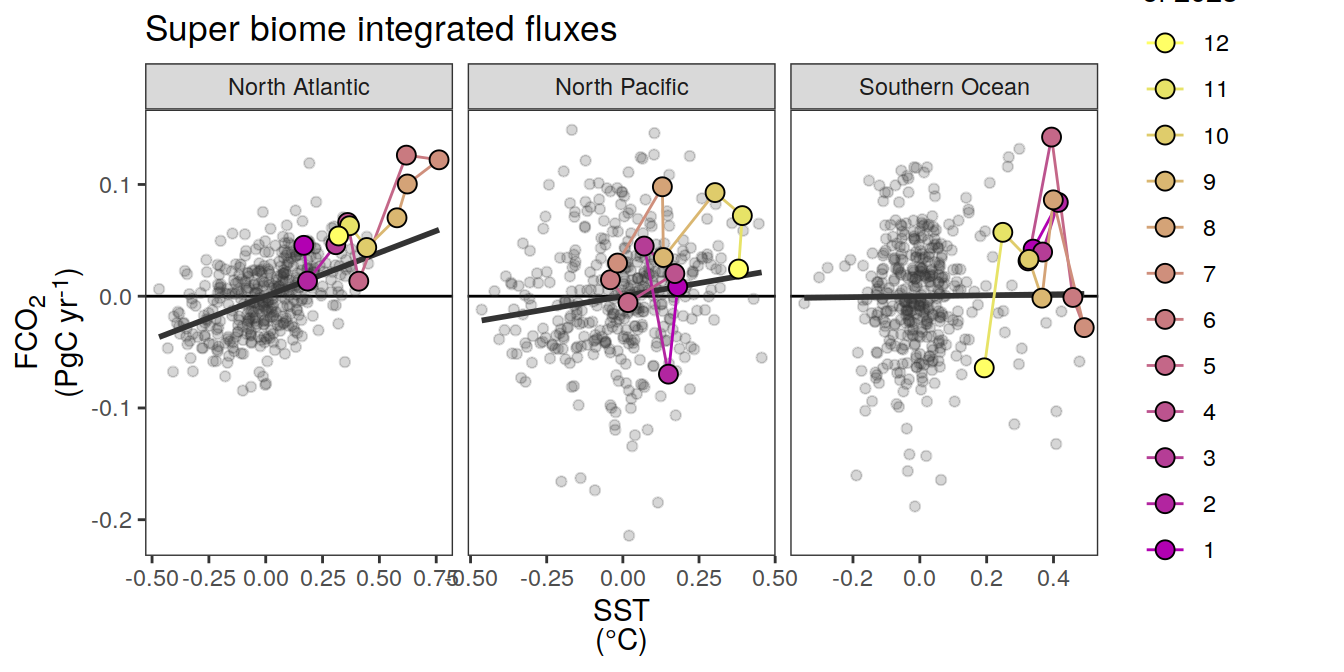 Super biome integrated fluxes
North Atlantic
North Pacific
Southern Ocean
0.1
0.0
-0.1
-0.2
FCO2
(PgC yr⁻¹)
-0.50 -0.25 0.00 0.25 0.50 0.75
-0.50 -0.25 0.00 0.25 0.50
-0.2 0.0 0.2 0.4
SST
(°C)
12
11
10
9
8
7
6
5
4
3
2
1